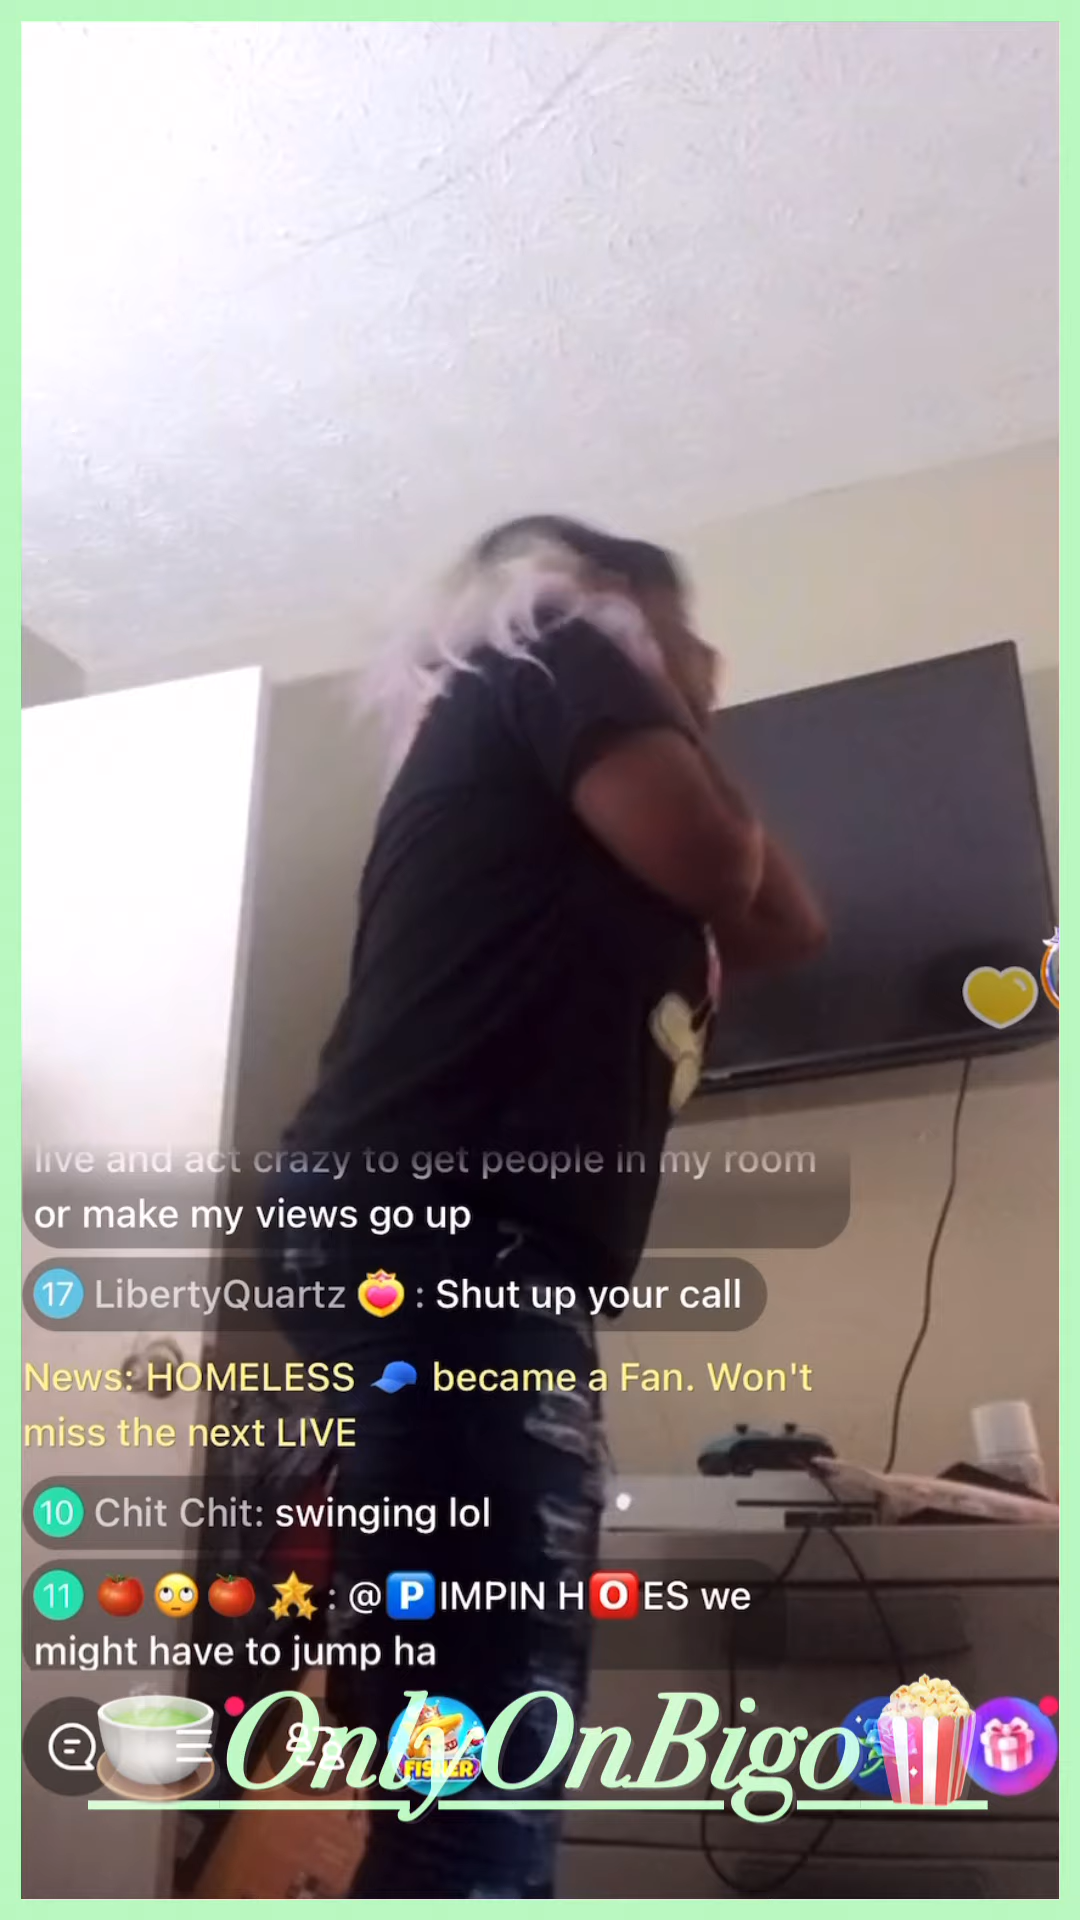 live and act crazy to get people in my room
or make my views go up
17 LibertyQuartz : Shut up your call
News: HOMELESS became a Fan. Won't
miss the next LIVE
10 Chit Chit: swinging lol
11 : @PIMPIN HOES we
might have to jump ha
FISHER
OnlyOnBigo